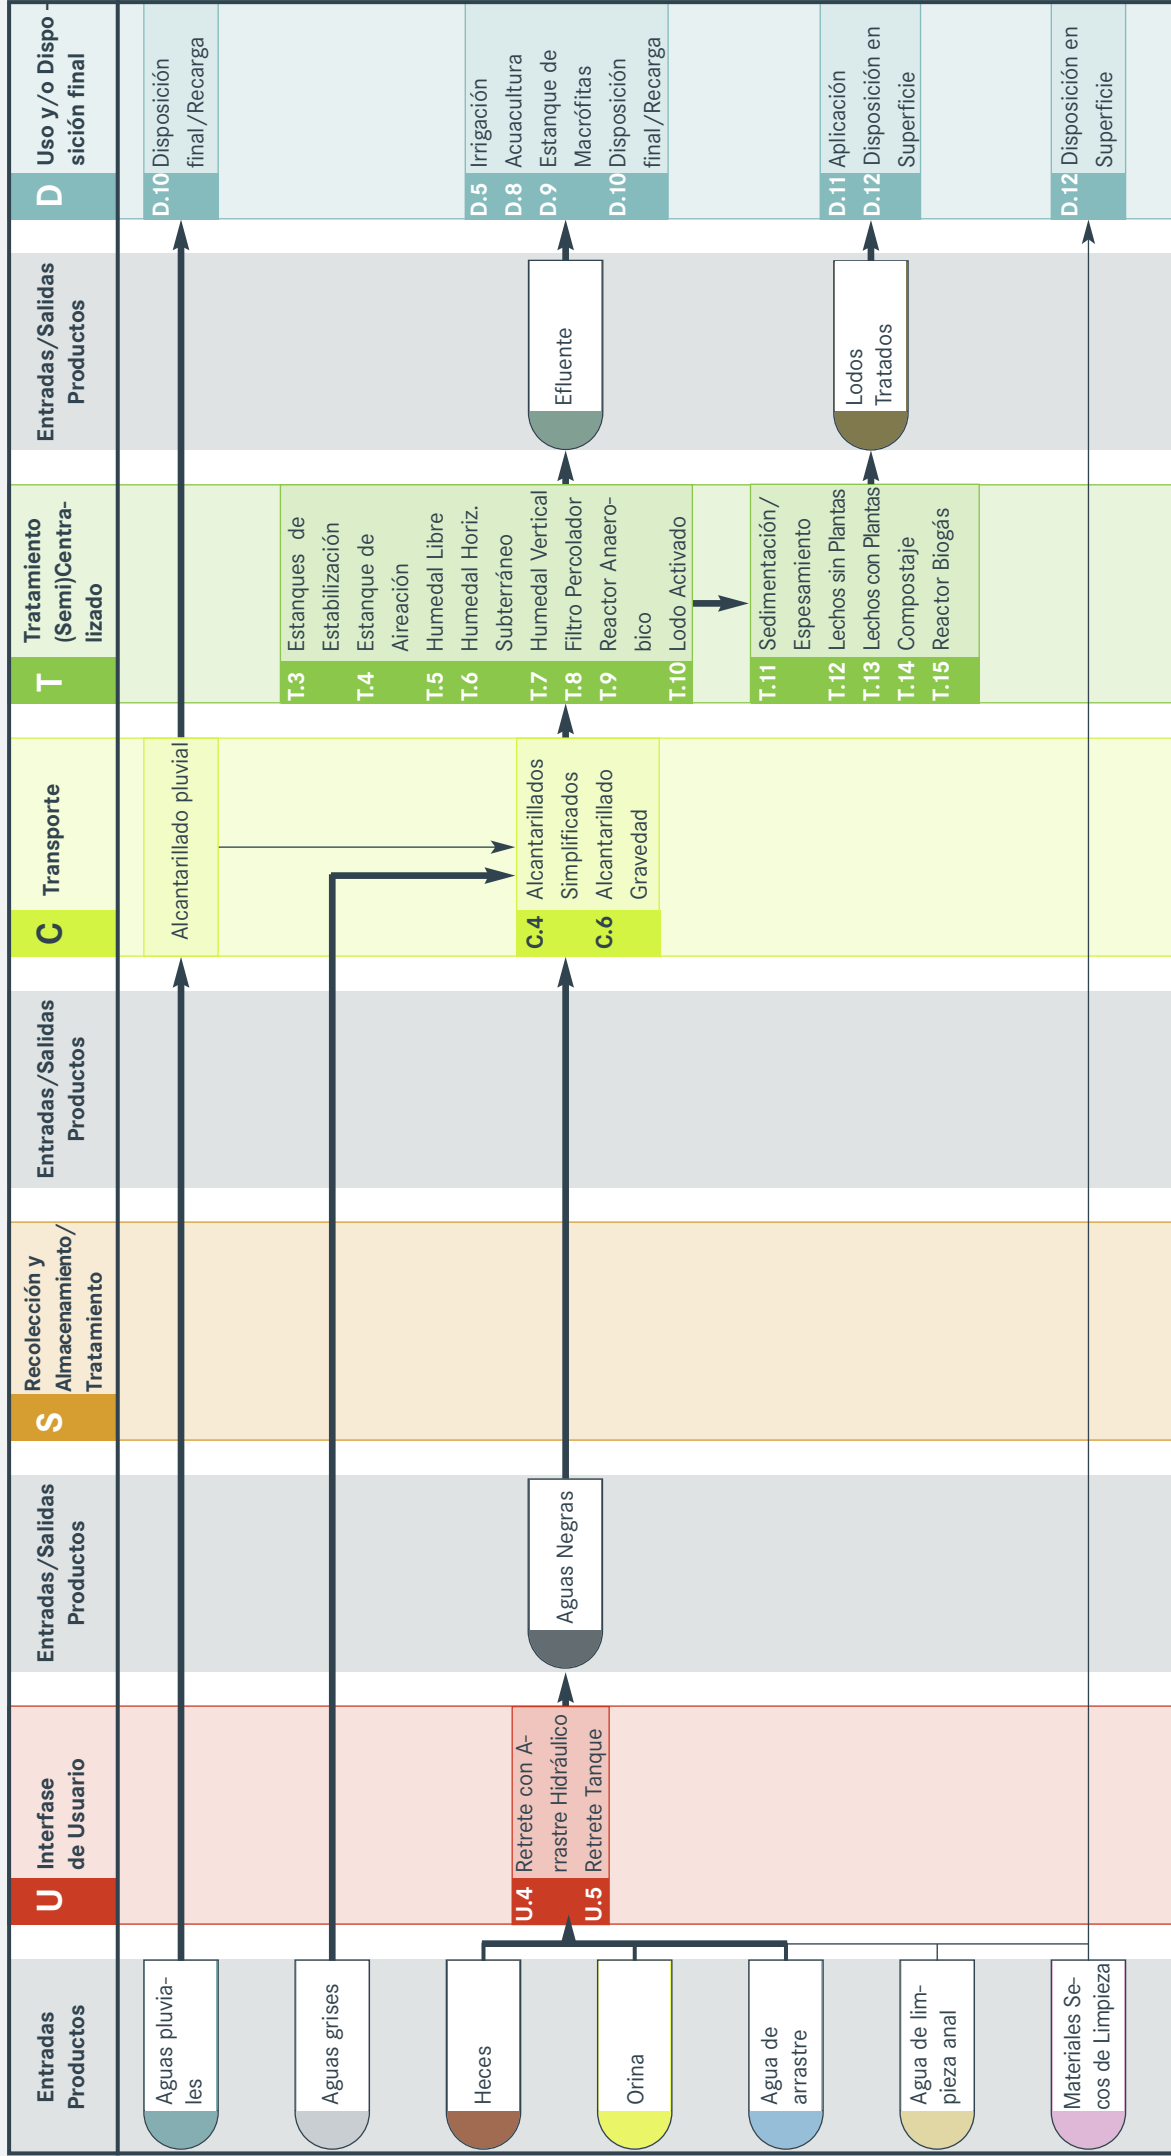 Entradas
Productos
U
Interfase
de Usuario
Entradas/Salidas
Productos
S
Recolección y
Almacenamiento/
Tratamiento
Entradas/Salidas
Productos
C
Transporte
T
Tratamiento
(Semi)Centra-
lizado
Entradas/Salidas
Productos
D
Uso y/o Dispo-
sición final
Aguas pluvia-
les
Alcantarillado pluvial
D.10 Disposición
final/Recarga
Aguas grises
Heces
Orina
Agua de
arrastre
Agua de lim-
pieza anal
Materiales Se-
cos de Limpieza
U.4 Retrete con A-
rrastre Hidráulico
U.5 Retrete Tanque
Aguas Negras
C.4 Alcantarillados
Simplificados
C.6 Alcantarillado
Gravedad
T.3 Estanques de
Estabilización
T.4 Estanque de
Aireación
T.5 Humedal Libre
T.6 Humedal Horiz.
Subterráneo
T.7 Humedal Vertical
T.8 Filtro Percolador
T.9 Reactor Anaero-
bico
T.10 Lodo Activado
T.11 Sedimentación/
Espesamiento
T.12 Lechos sin Plantas
T.13 Lechos con Plantas
T.14 Compostaje
T.15 Reactor Biogás
Efluente
Lodos
Tratados
D.5 Irrigación
D.8 Acuacultura
D.9 Estanque de
Macrófitas
D.10 Disposición
final/Recarga
D.11 Aplicación
D.12 Disposición en
Superficie
D.12 Disposición en
Superficie